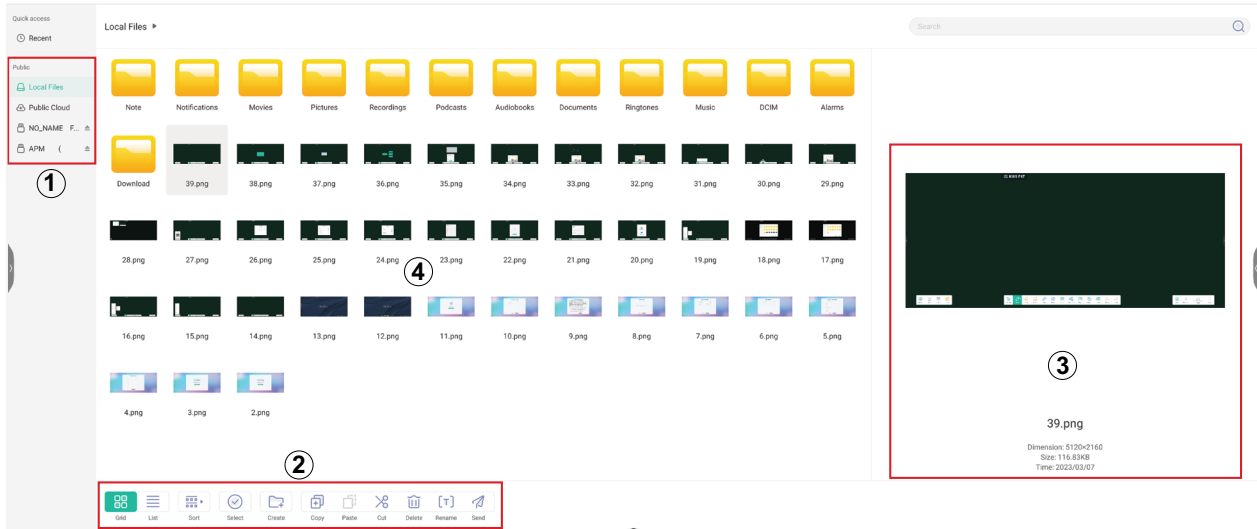 Quick access
Recent
Public
Local Files
Public Cloud
NO_NAME F...
APM (
1
Local Files
Search
Note Notifications Movies Pictures Recordings Podcasts Audiobooks Documents Ringtones Music DCIM Alarms
Download 39.png 38.png 37.png 36.png 35.png 34.png 33.png 32.png 31.png 30.png 29.png
28.png 27.png 26.png 25.png 24.png 23.png 22.png 21.png 20.png 19.png 18.png 17.png
4
16.png 15.png 14.png 13.png 12.png 11.png 10.png 9.png 8.png 7.png 6.png 5.png
4.png 3.png 2.png
2
Grid List Sort Select Create Copy Paste Cut Delete Rename Send
3
39.png
Dimension: 5120×2160
Size: 116.83KB
Time: 2023/03/07